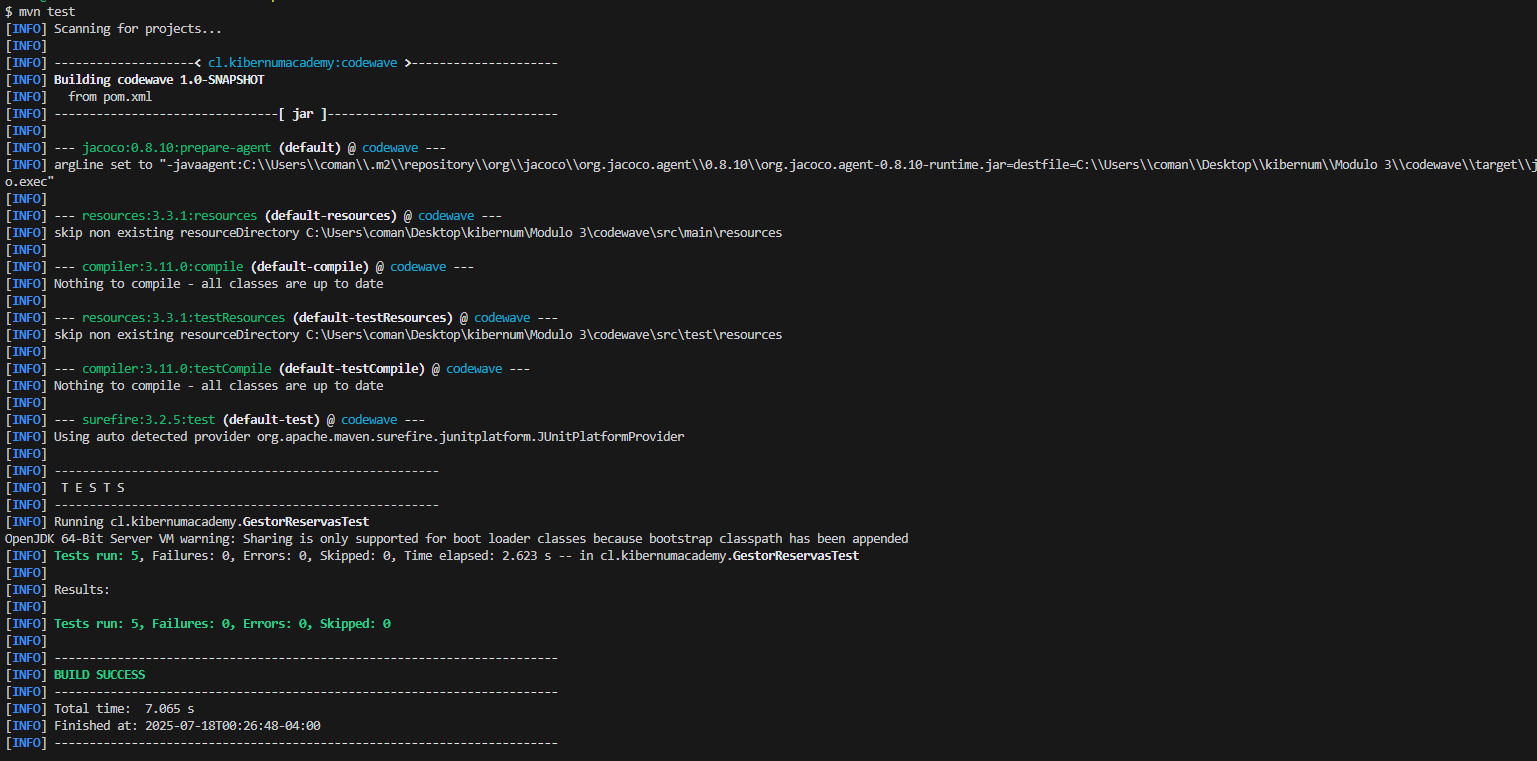 $ mvn test
[INFO] Scanning for projects...
[INFO]
[INFO] --------------------< cl.kibernumacademy:codewave >---------------------
[INFO] Building codewave 1.0-SNAPSHOT
[INFO]   from pom.xml
[INFO] --------------------------------[ jar ]---------------------------------
[INFO]
[INFO] --- jacoco:0.8.10:prepare-agent (default) @ codewave ---
[INFO] argLine set to "-javaagent:C:\\Users\\coman\\.m2\\repository\\org\\jacoco\\org.jacoco.agent\\0.8.10\\org.jacoco.agent-0.8.10-runtime.jar=destfile=C:\\Users\\coman\\Desktop\\kibernum\\Modulo 3\\codewave\\target\\j
o.exec"
[INFO]
[INFO] --- resources:3.3.1:resources (default-resources) @ codewave ---
[INFO] skip non existing resourceDirectory C:\Users\coman\Desktop\kibernum\Modulo 3\codewave\src\main\resources
[INFO]
[INFO] --- compiler:3.11.0:compile (default-compile) @ codewave ---
[INFO] Nothing to compile - all classes are up to date
[INFO]
[INFO] --- resources:3.3.1:testResources (default-testResources) @ codewave ---
[INFO] skip non existing resourceDirectory C:\Users\coman\Desktop\kibernum\Modulo 3\codewave\src\test\resources
[INFO]
[INFO] --- compiler:3.11.0:testCompile (default-testCompile) @ codewave ---
[INFO] Nothing to compile - all classes are up to date
[INFO]
[INFO] --- surefire:3.2.5:test (default-test) @ codewave ---
[INFO] Using auto detected provider org.apache.maven.surefire.junitplatform.JUnitPlatformProvider
[INFO]
[INFO] -------------------------------------------------------
[INFO]  T E S T S
[INFO] -------------------------------------------------------
[INFO] Running cl.kibernumacademy.GestorReservasTest
OpenJDK 64-Bit Server VM warning: Sharing is only supported for boot loader classes because bootstrap classpath has been appended
[INFO] Tests run: 5, Failures: 0, Errors: 0, Skipped: 0, Time elapsed: 2.623 s -- in cl.kibernumacademy.GestorReservasTest
[INFO]
[INFO] Results:
[INFO]
[INFO] Tests run: 5, Failures: 0, Errors: 0, Skipped: 0
[INFO]
[INFO] ------------------------------------------------------------------------
[INFO] BUILD SUCCESS
[INFO] ------------------------------------------------------------------------
[INFO] Total time:  7.065 s
[INFO] Finished at: 2025-07-18T00:26:48-04:00
[INFO] ------------------------------------------------------------------------